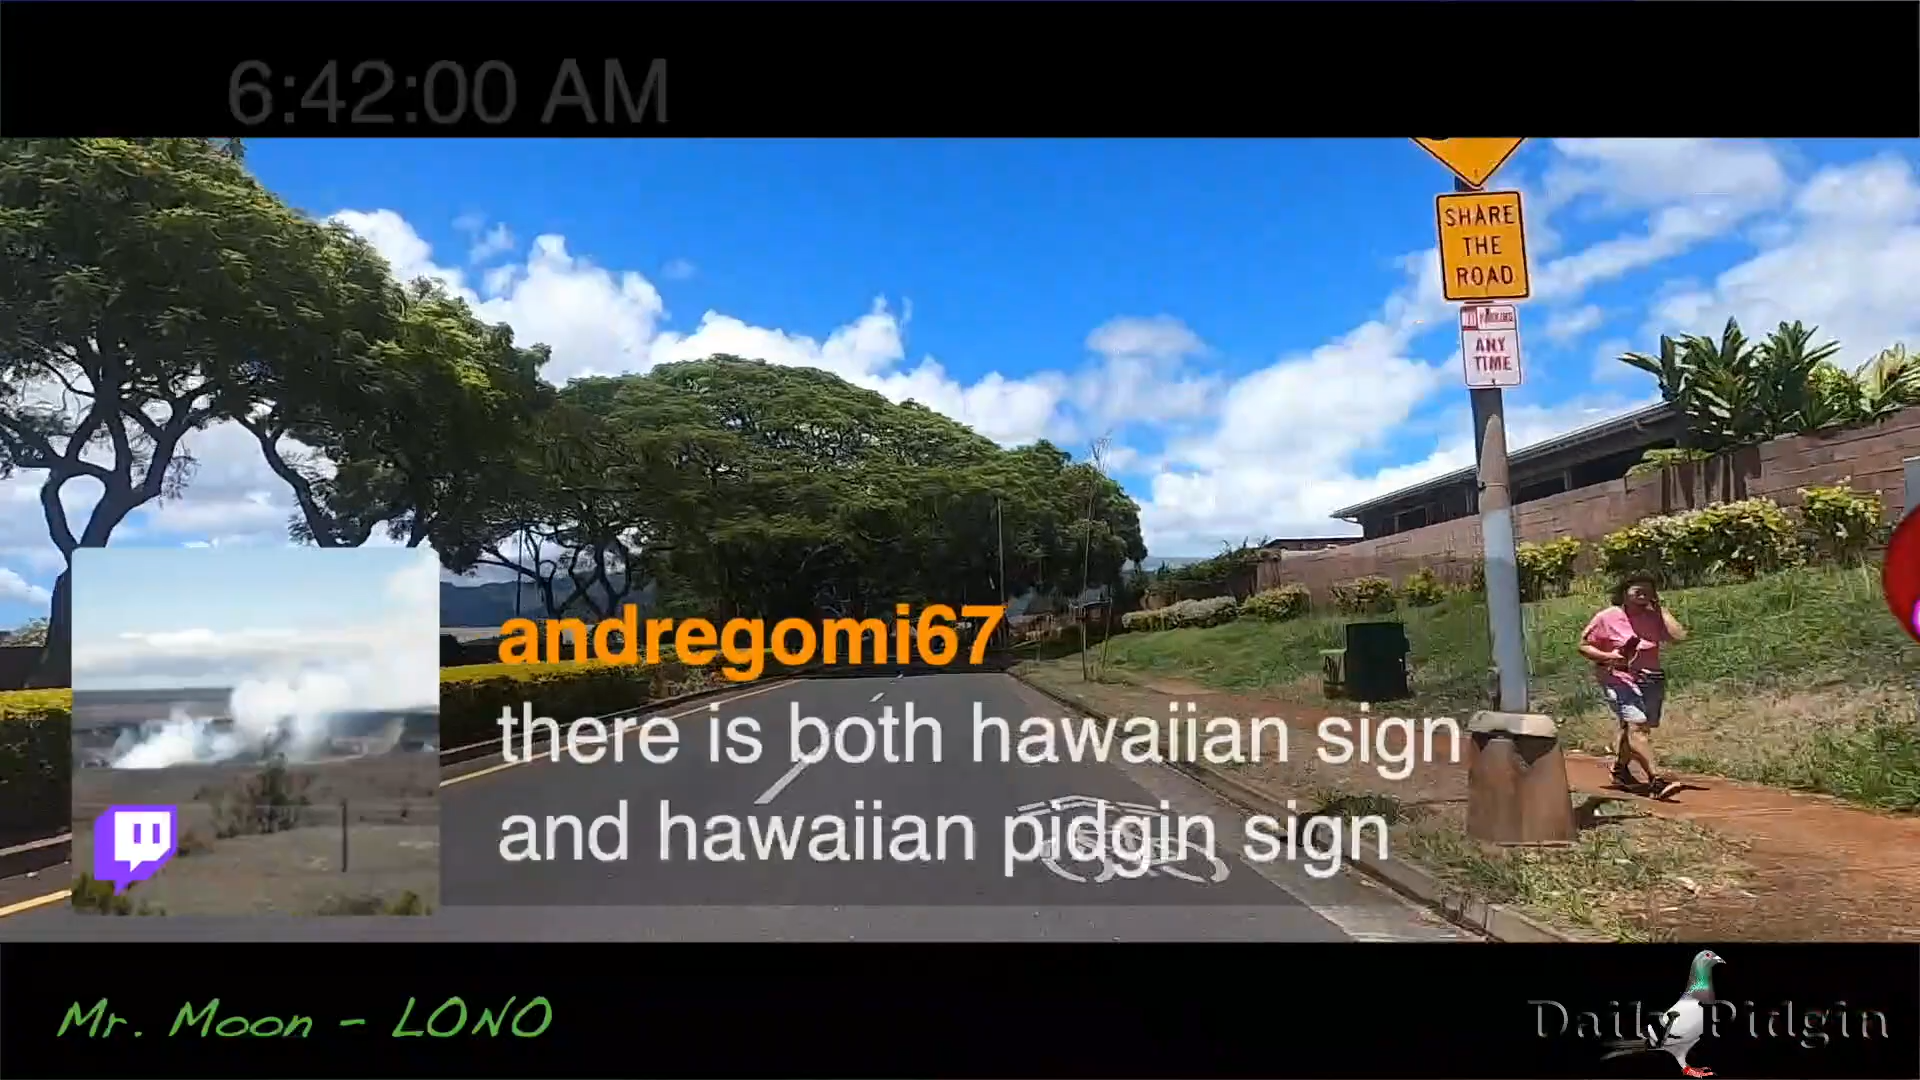 6:42:00 AM
SHARE
THE
ROAD
PARKING
ANY
TIME
andregomi67
there is both hawaiian sign
and hawaiian pidgin sign
Mr. Moon - LONO
Daily Pidgin